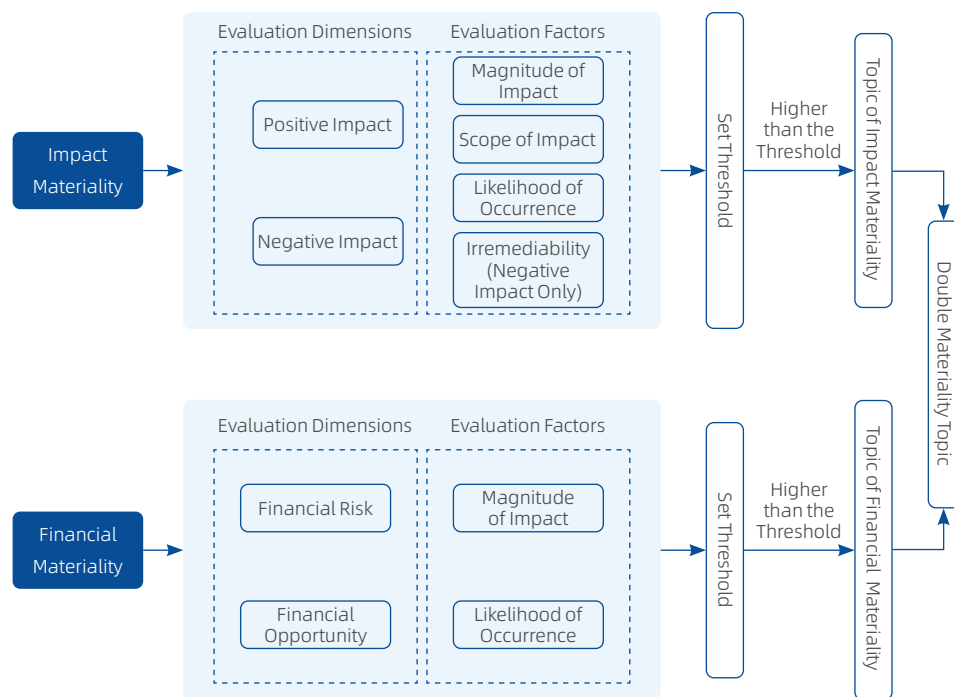 Evaluation Dimensions
Evaluation Factors
Impact
Materiality
Positive Impact
Negative Impact
Magnitude of
Impact
Scope of Impact
Likelihood of
Occurrence
Irremediability
(Negative
Impact Only)
Set Threshold
Higher
than the
Threshold
Topic of Impact Materiality
Double Materiality Topic
Evaluation Dimensions
Evaluation Factors
Financial
Materiality
Financial Risk
Financial
Opportunity
Magnitude
of Impact
Likelihood of
Occurrence
Set Threshold
Higher
than the
Threshold
Topic of Financial Materiality